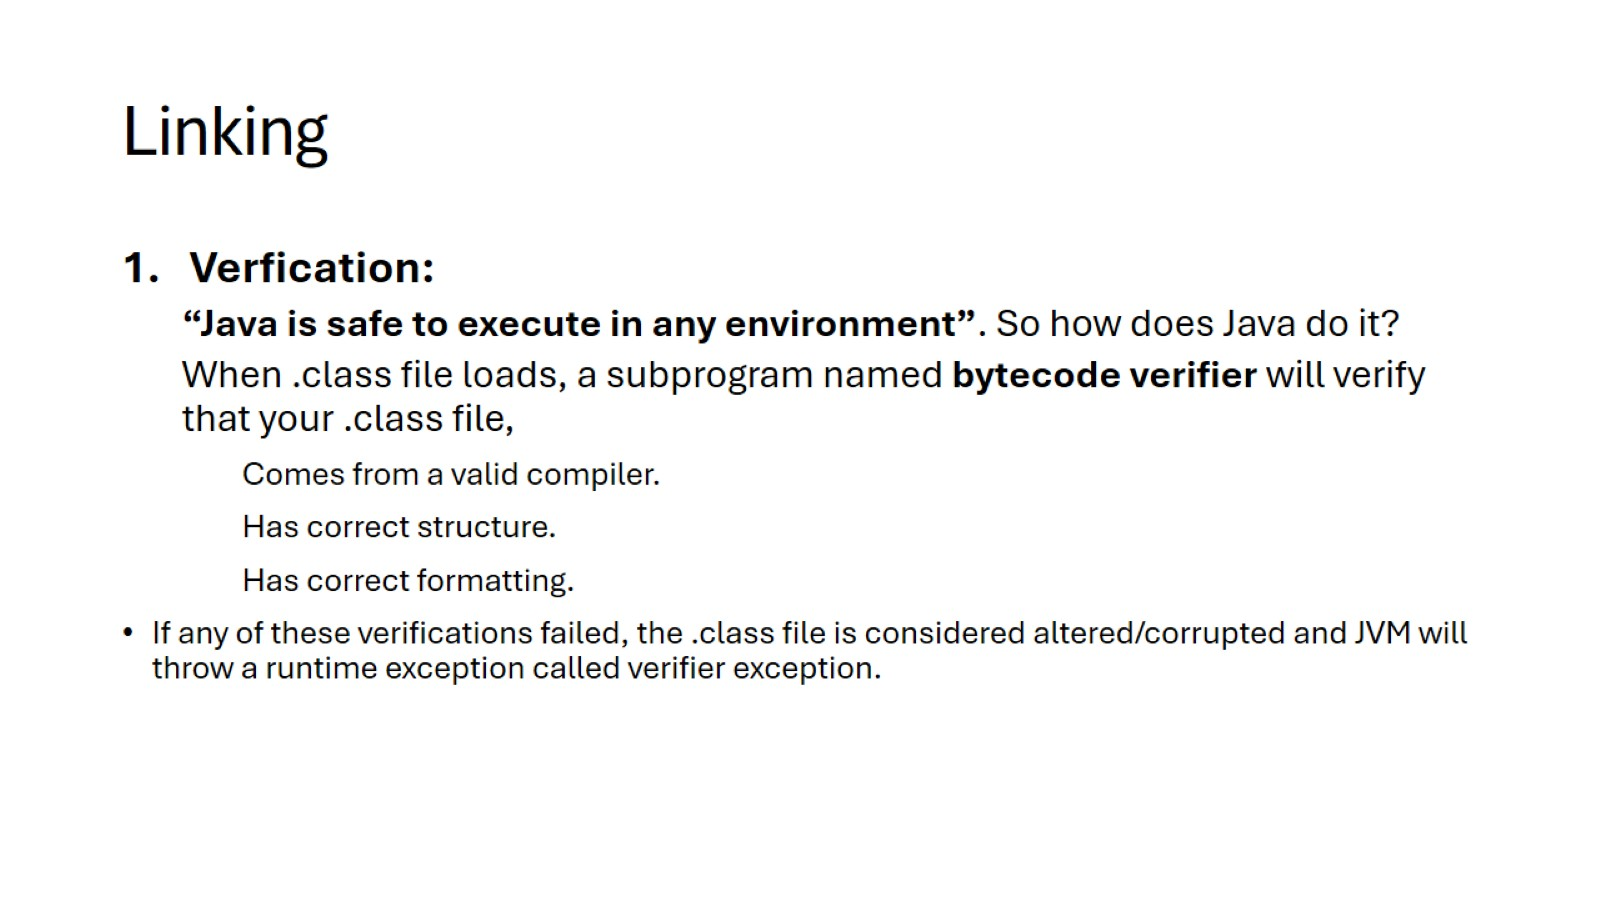 Linking
1. Verfication:
“Java is safe to execute in any environment”. So how does Java do it?
When .class file loads, a subprogram named bytecode verifier will verify
that your .class file,
Comes from a valid compiler.
Has correct structure.
Has correct formatting.
• If any of these verifications failed, the .class file is considered altered/corrupted and JVM will
throw a runtime exception called verifier exception.